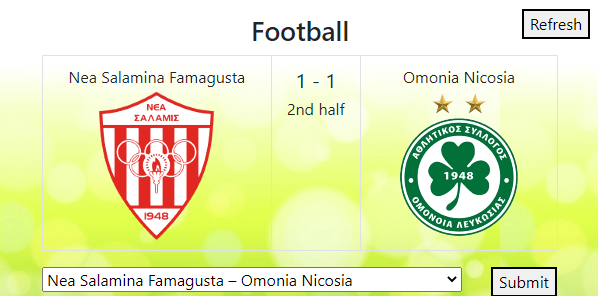 Football
Refresh
Nea Salamina Famagusta
1 - 1
Omonia Nicosia
2nd half
ΝΕΑ
ΣΑΛΑΜΙΣ
1948
ΑΘΛΗΤΙΚΟΣ ΣΥΛΛΟΓΟΣ
1948
ΟΜΟΝΟΙΑ ΛΕΥΚΩΣΙΑΣ
Nea Salamina Famagusta – Omonia Nicosia
Submit